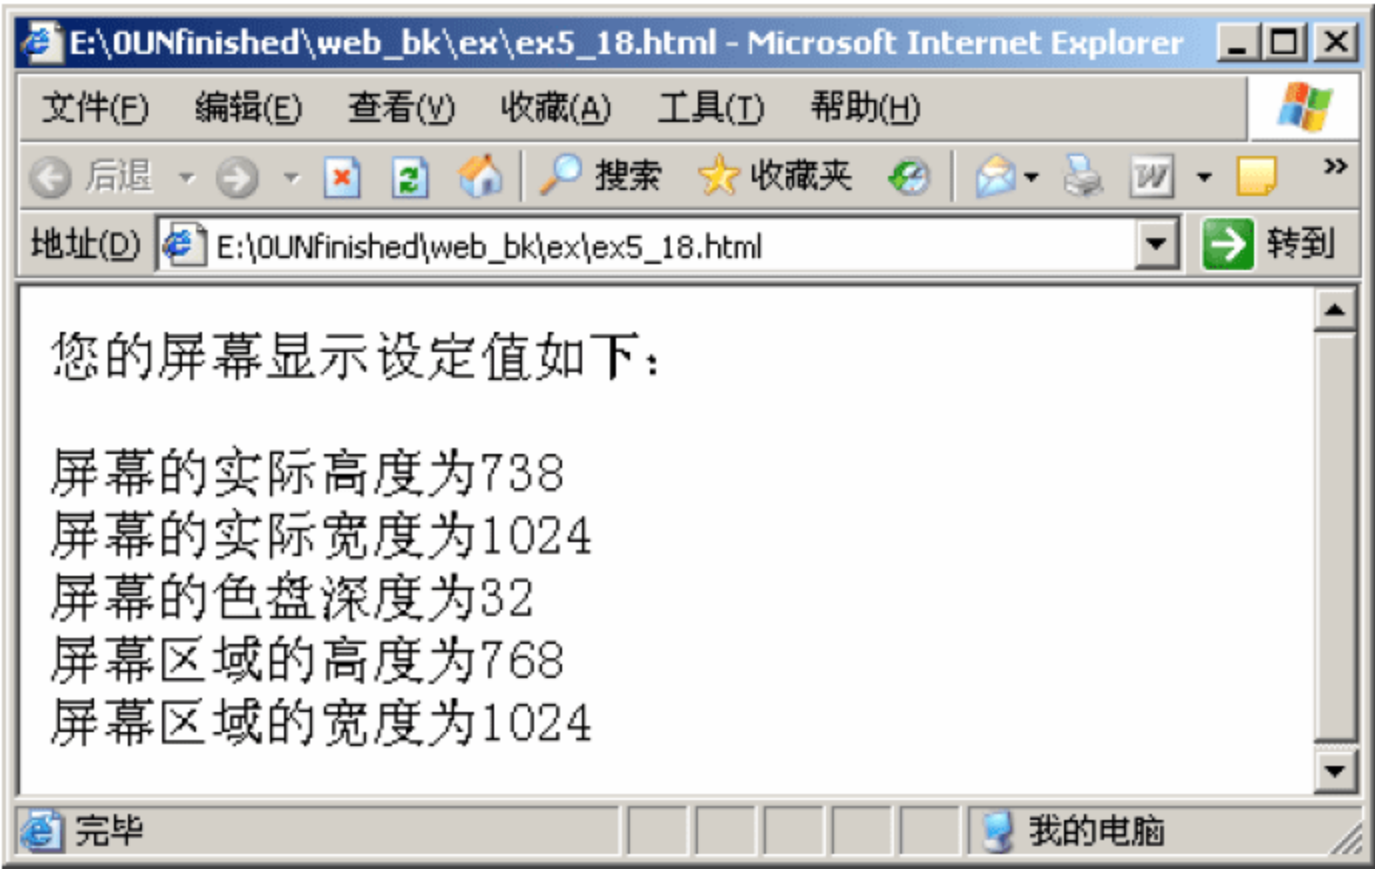 E:\0UNfinished\web_bk\ex\ex5_18.html - Microsoft Internet Explorer
文件(F) 编辑(E) 查看(V) 收藏(A) 工具(T) 帮助(H)
后退 搜索 收藏夹 W »
地址(D) E:\0UNfinished\web_bk\ex\ex5_18.html 转到
您的屏幕显示设定值如下：
屏幕的实际高度为738
屏幕的实际宽度为1024
屏幕的色盘深度为32
屏幕区域的高度为768
屏幕区域的宽度为1024
完毕 我的电脑